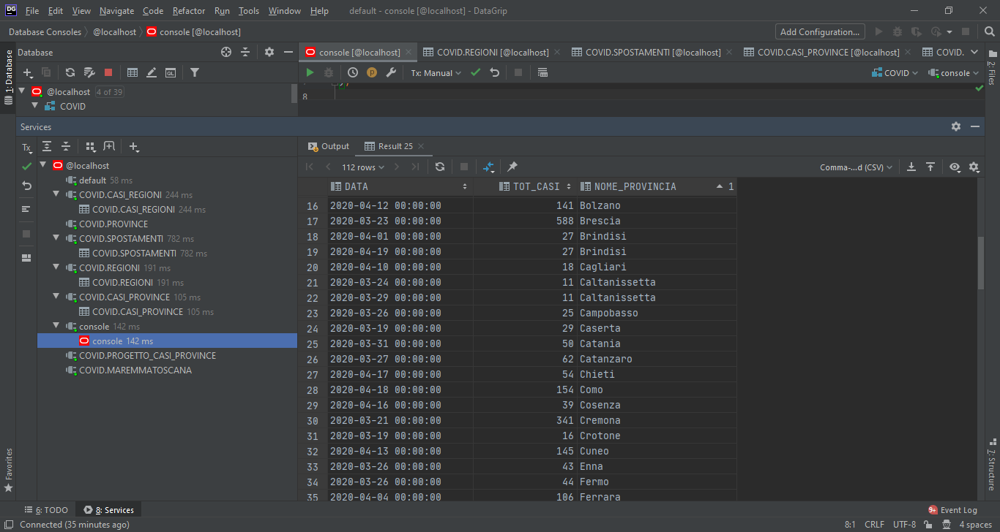 DG File Edit View Navigate Code Refactor Run Tools Window Help default - console [@localhost] - DataGrip
Database Consoles @localhost console [@localhost] Add Configuration...
1: Database
Database
console [@localhost] COVID.REGIONI [@localhost] COVID.SPOSTAMENTI [@localhost] COVID.CASI_PROVINCE [@localhost] COVID.
2: Files
Tx: Manual COVID console
@localhost 4 of 39
COVID
8
Services
Tx
Output Result 25
@localhost
default 58 ms
COVID.CASI_REGIONI 244 ms
COVID.CASI_REGIONI 244 ms
COVID.PROVINCE
COVID.SPOSTAMENTI 782 ms
COVID.SPOSTAMENTI 782 ms
COVID.REGIONI 191 ms
COVID.REGIONI 191 ms
COVID.CASI_PROVINCE 105 ms
COVID.CASI_PROVINCE 105 ms
console 142 ms
console 142 ms
COVID.PROGETTO_CASI_PROVINCE
COVID.MAREMMATOSCANA
112 rows Comma-...d (CSV)
DATA TOT_CASI NOME_PROVINCIA 1
16 2020-04-12 00:00:00 141 Bolzano
17 2020-03-23 00:00:00 588 Brescia
18 2020-04-01 00:00:00 27 Brindisi
19 2020-04-19 00:00:00 27 Brindisi
20 2020-04-10 00:00:00 18 Cagliari
21 2020-03-24 00:00:00 11 Caltanissetta
22 2020-03-29 00:00:00 11 Caltanissetta
23 2020-03-26 00:00:00 25 Campobasso
24 2020-03-19 00:00:00 29 Caserta
25 2020-03-31 00:00:00 50 Catania
26 2020-03-27 00:00:00 62 Catanzaro
27 2020-04-17 00:00:00 54 Chieti
28 2020-04-18 00:00:00 154 Como
29 2020-04-16 00:00:00 39 Cosenza
30 2020-03-21 00:00:00 341 Cremona
31 2020-03-19 00:00:00 16 Crotone
32 2020-04-13 00:00:00 145 Cuneo
33 2020-03-26 00:00:00 43 Enna
34 2020-03-26 00:00:00 44 Fermo
35 2020-04-04 00:00:00 106 Ferrara
Favorites
7: Structure
6: TODO 8: Services 9+ Event Log
Connected (35 minutes ago) 8:1 CRLF UTF-8 4 spaces